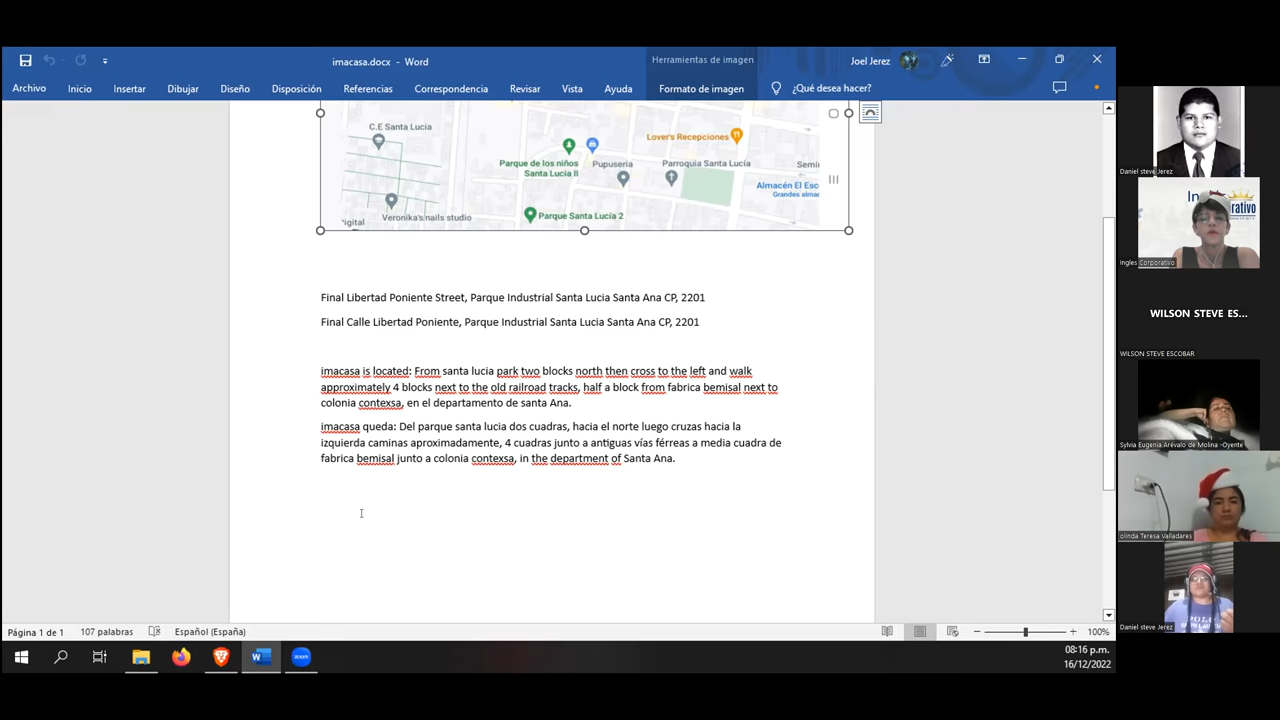 imacasa.docx - Word
Herramientas de imagen
Joel Jerez
Archivo
Inicio
Insertar
Dibujar
Diseño
Disposición
Referencias
Correspondencia
Revisar
Vista
Ayuda
Formato de imagen
¿Qué desea hacer?
C.E Santa Lucia
Parque de los niños
Santa Lucía II
Pupuseria
Lover's Recepciones
Parroquia Santa Lucía
Semin
Almacén El Esc
Grandes almac
Veronika's nails studio
igital
Parque Santa Lucía 2
Final Libertad Poniente Street, Parque Industrial Santa Lucia Santa Ana CP, 2201
Final Calle Libertad Poniente, Parque Industrial Santa Lucia Santa Ana CP, 2201
imacasa is located: From santa lucia park two blocks north then cross to the left and walk
approximately 4 blocks next to the old railroad tracks, half a block from fabrica bemisal next to
colonia contexsa, en el departamento de santa Ana.
imacasa queda: Del parque santa lucia dos cuadras, hacia el norte luego cruzas hacia la
izquierda caminas aproximadamente, 4 cuadras junto a antiguas vías férreas a media cuadra de
fabrica bemisal junto a colonia contexsa, in the department of Santa Ana.
Página 1 de 1
107 palabras
Español (España)
100%
08:16 p.m.
16/12/2022
Daniel steve Jerez
Ingles Corporativo
WILSON STEVE ES...
WILSON STEVE ESCOBAR
Sylvia Eugenia Arévalo de Molina -Oyente
olinda Teresa Valladares
Daniel steve Jerez